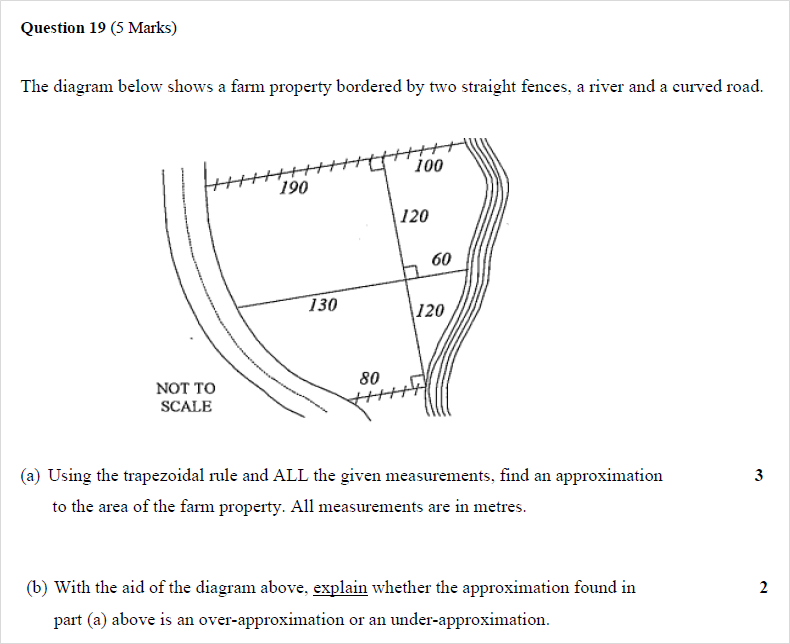 Question 19 (5 Marks)
The diagram below shows a farm property bordered by two straight fences, a river and a curved road.
100
190
120
60
130
120
80
NOT TO
SCALE
(a) Using the trapezoidal rule and ALL the given measurements, find an approximation 3
to the area of the farm property. All measurements are in metres.
(b) With the aid of the diagram above, explain whether the approximation found in 2
part (a) above is an over-approximation or an under-approximation.